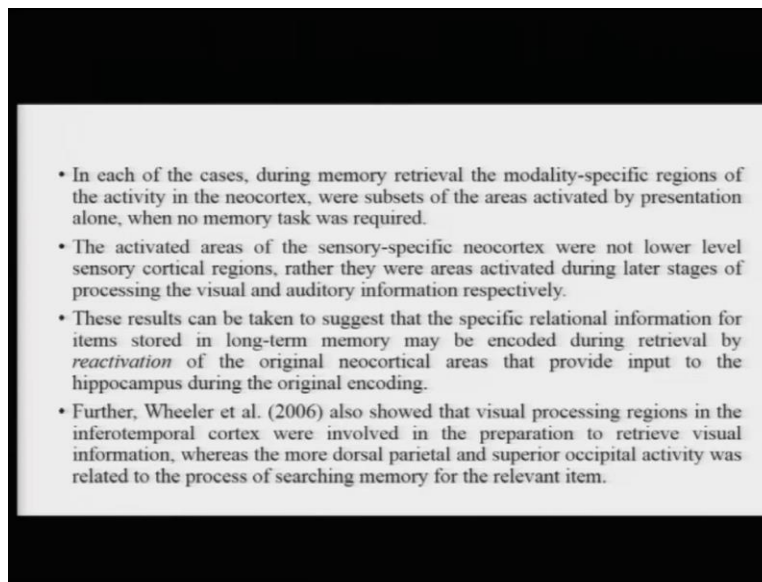 • In each of the cases, during memory retrieval the modality-specific regions of
the activity in the neocortex, were subsets of the areas activated by presentation
alone, when no memory task was required.
• The activated areas of the sensory-specific neocortex were not lower level
sensory cortical regions, rather they were areas activated during later stages of
processing the visual and auditory information respectively.
• These results can be taken to suggest that the specific relational information for
items stored in long-term memory may be encoded during retrieval by
reactivation of the original neocortical areas that provide input to the
hippocampus during the original encoding.
• Further, Wheeler et al. (2006) also showed that visual processing regions in the
inferotemporal cortex were involved in the preparation to retrieve visual
information, whereas the more dorsal parietal and superior occipital activity was
related to the process of searching memory for the relevant item.